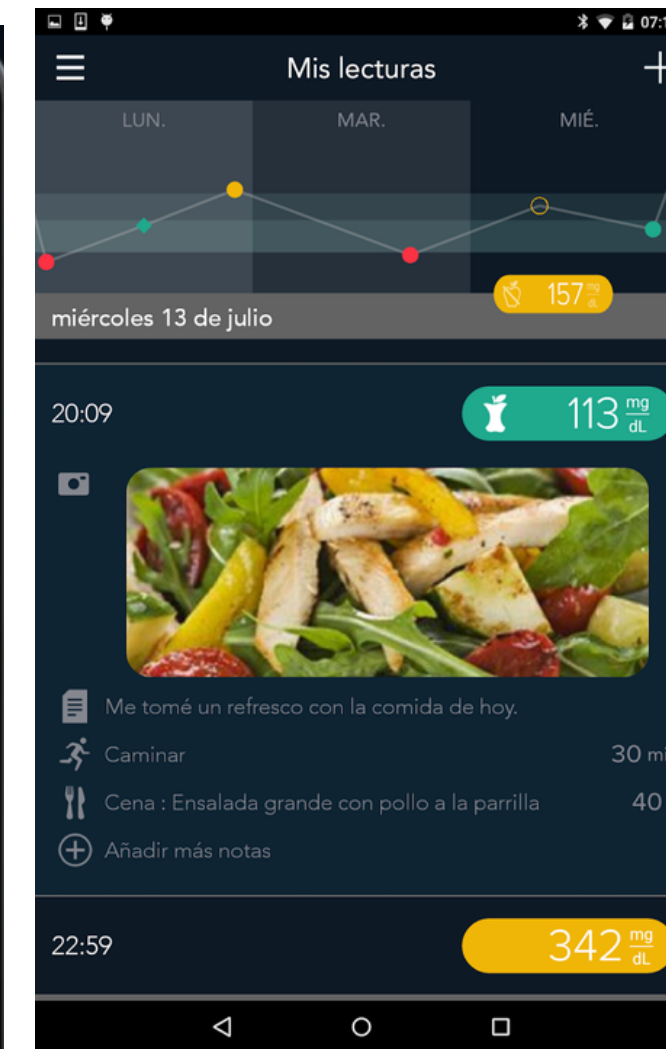 07:1
Mis lecturas
LUN. MAR. MIÉ.
157 mg dL
miércoles 13 de julio
20:09 113 mg dL
Me tomé un refresco con la comida de hoy.
Caminar 30 mi
Cena : Ensalada grande con pollo a la parrilla 40
Añadir más notas
22:59 342 mg dL